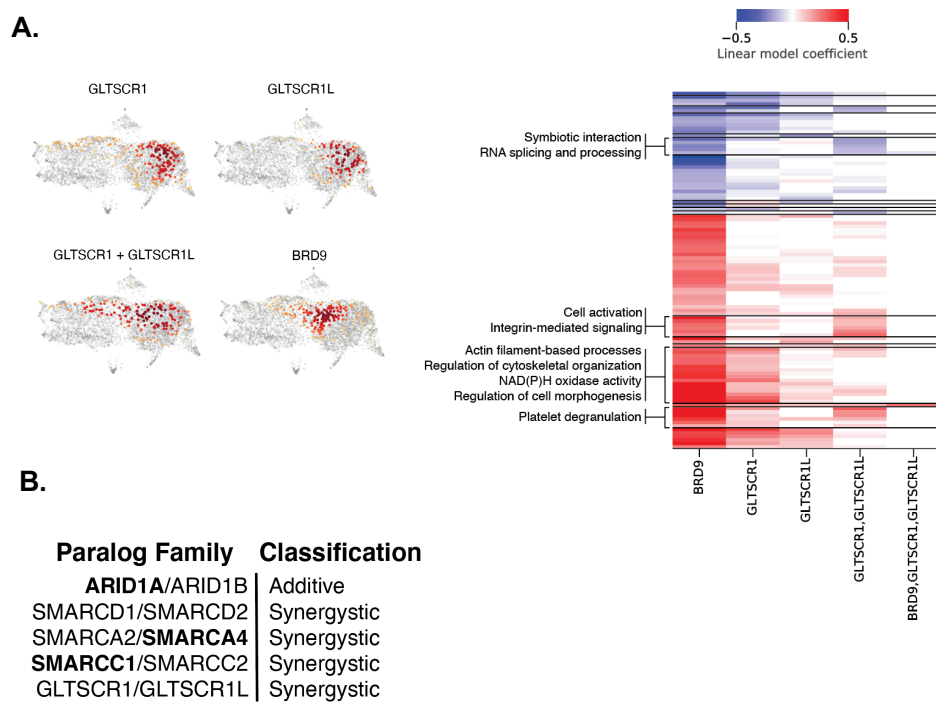 A.
GLTSCR1
GLTSCR1L
GLTSCR1 + GLTSCR1L
BRD9
−0.5
0.5
Linear model coefficient
Symbiotic interaction
RNA splicing and processing
Cell activation
Integrin-mediated signaling
Actin filament-based processes
Regulation of cytoskeletal organization
NAD(P)H oxidase activity
Regulation of cell morphogenesis
Platelet degranulation
BRD9
GLTSCR1
GLTSCR1L
GLTSCR1,GLTSCR1L
BRD9,GLTSCR1,GLTSCR1L
B.
Paralog Family Classification
ARID1A/ARID1B Additive
SMARCD1/SMARCD2 Synergystic
SMARCA2/SMARCA4 Synergystic
SMARCC1/SMARCC2 Synergystic
GLTSCR1/GLTSCR1L Synergystic